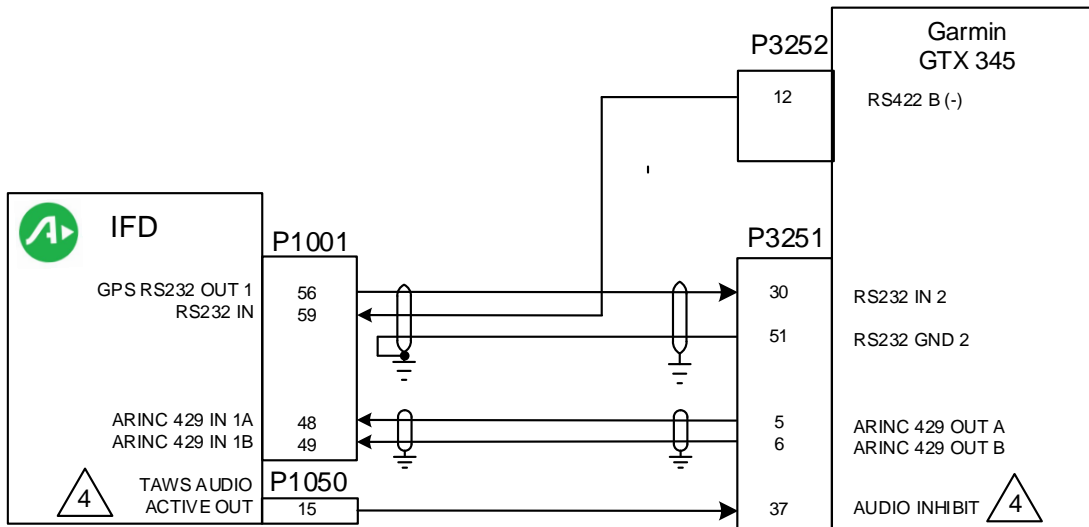 Garmin
GTX 345
P3252
12 RS422 B (-)
IFD
P1001
P3251
GPS RS232 OUT 1 56 30 RS232 IN 2
RS232 IN 59
51 RS232 GND 2
ARINC 429 IN 1A 48 5 ARINC 429 OUT A
ARINC 429 IN 1B 49 6 ARINC 429 OUT B
4 TAWS AUDIO P1050
ACTIVE OUT 15 37 AUDIO INHIBIT 4